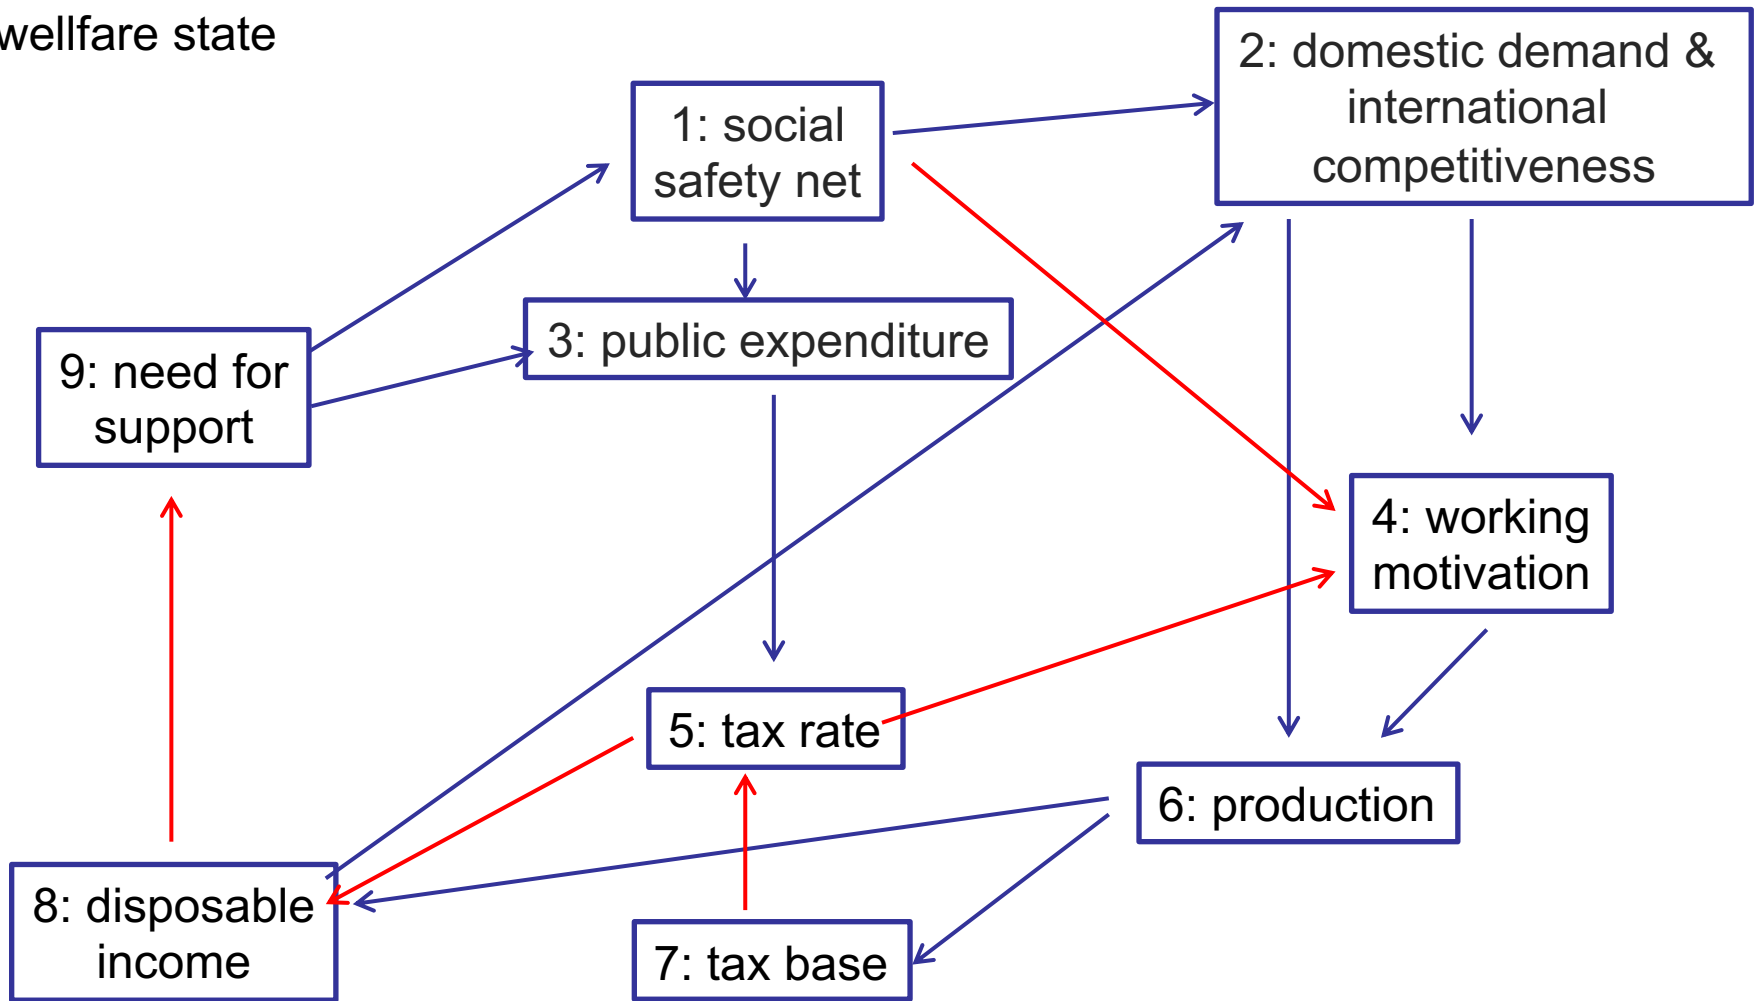 wellfare state
1: social
safety net
2: domestic demand &
international
competitiveness
3: public expenditure
9: need for
support
4: working
motivation
5: tax rate
6: production
8: disposable
income
7: tax base